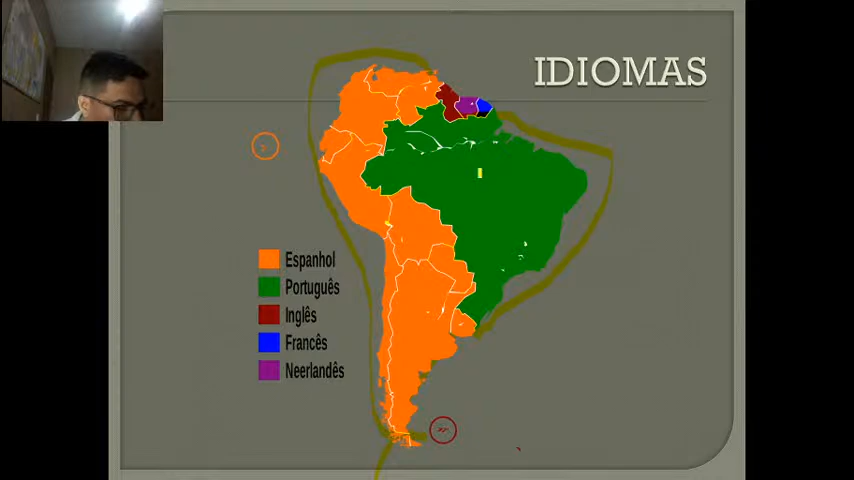 IDIOMAS
Espanhol
Português
Inglês
Francês
Neerlandês